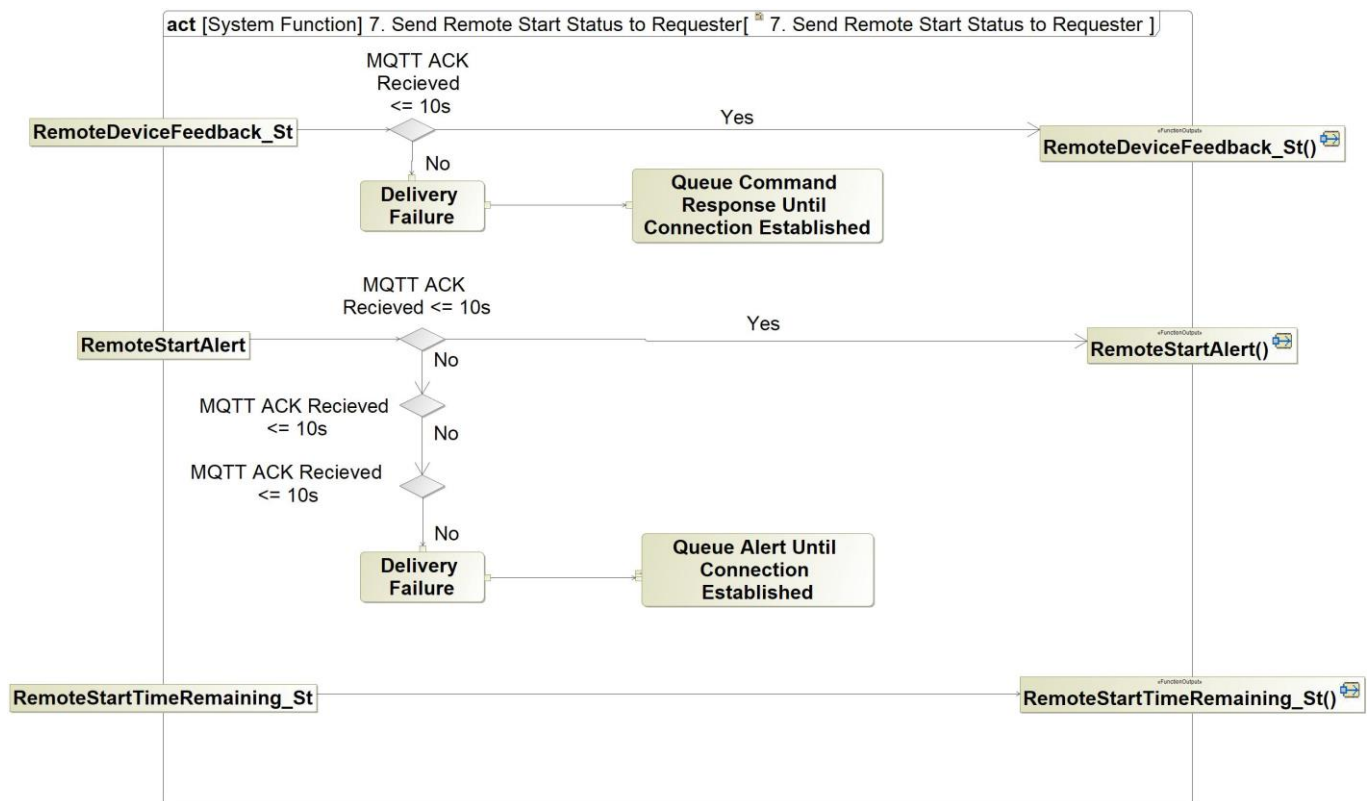 act [System Function] 7. Send Remote Start Status to Requester[ 7. Send Remote Start Status to Requester ]
MQTT ACK
Recieved
<= 10s
RemoteDeviceFeedback_St
Yes
«FunctionOutput»
RemoteDeviceFeedback_St()
No
Delivery
Failure
Queue Command
Response Until
Connection Established
MQTT ACK
Recieved <= 10s
RemoteStartAlert
Yes
«FunctionOutput»
RemoteStartAlert()
No
MQTT ACK Recieved
<= 10s
No
MQTT ACK Recieved
<= 10s
No
Delivery
Failure
Queue Alert Until
Connection
Established
RemoteStartTimeRemaining_St
«FunctionOutput»
RemoteStartTimeRemaining_St()